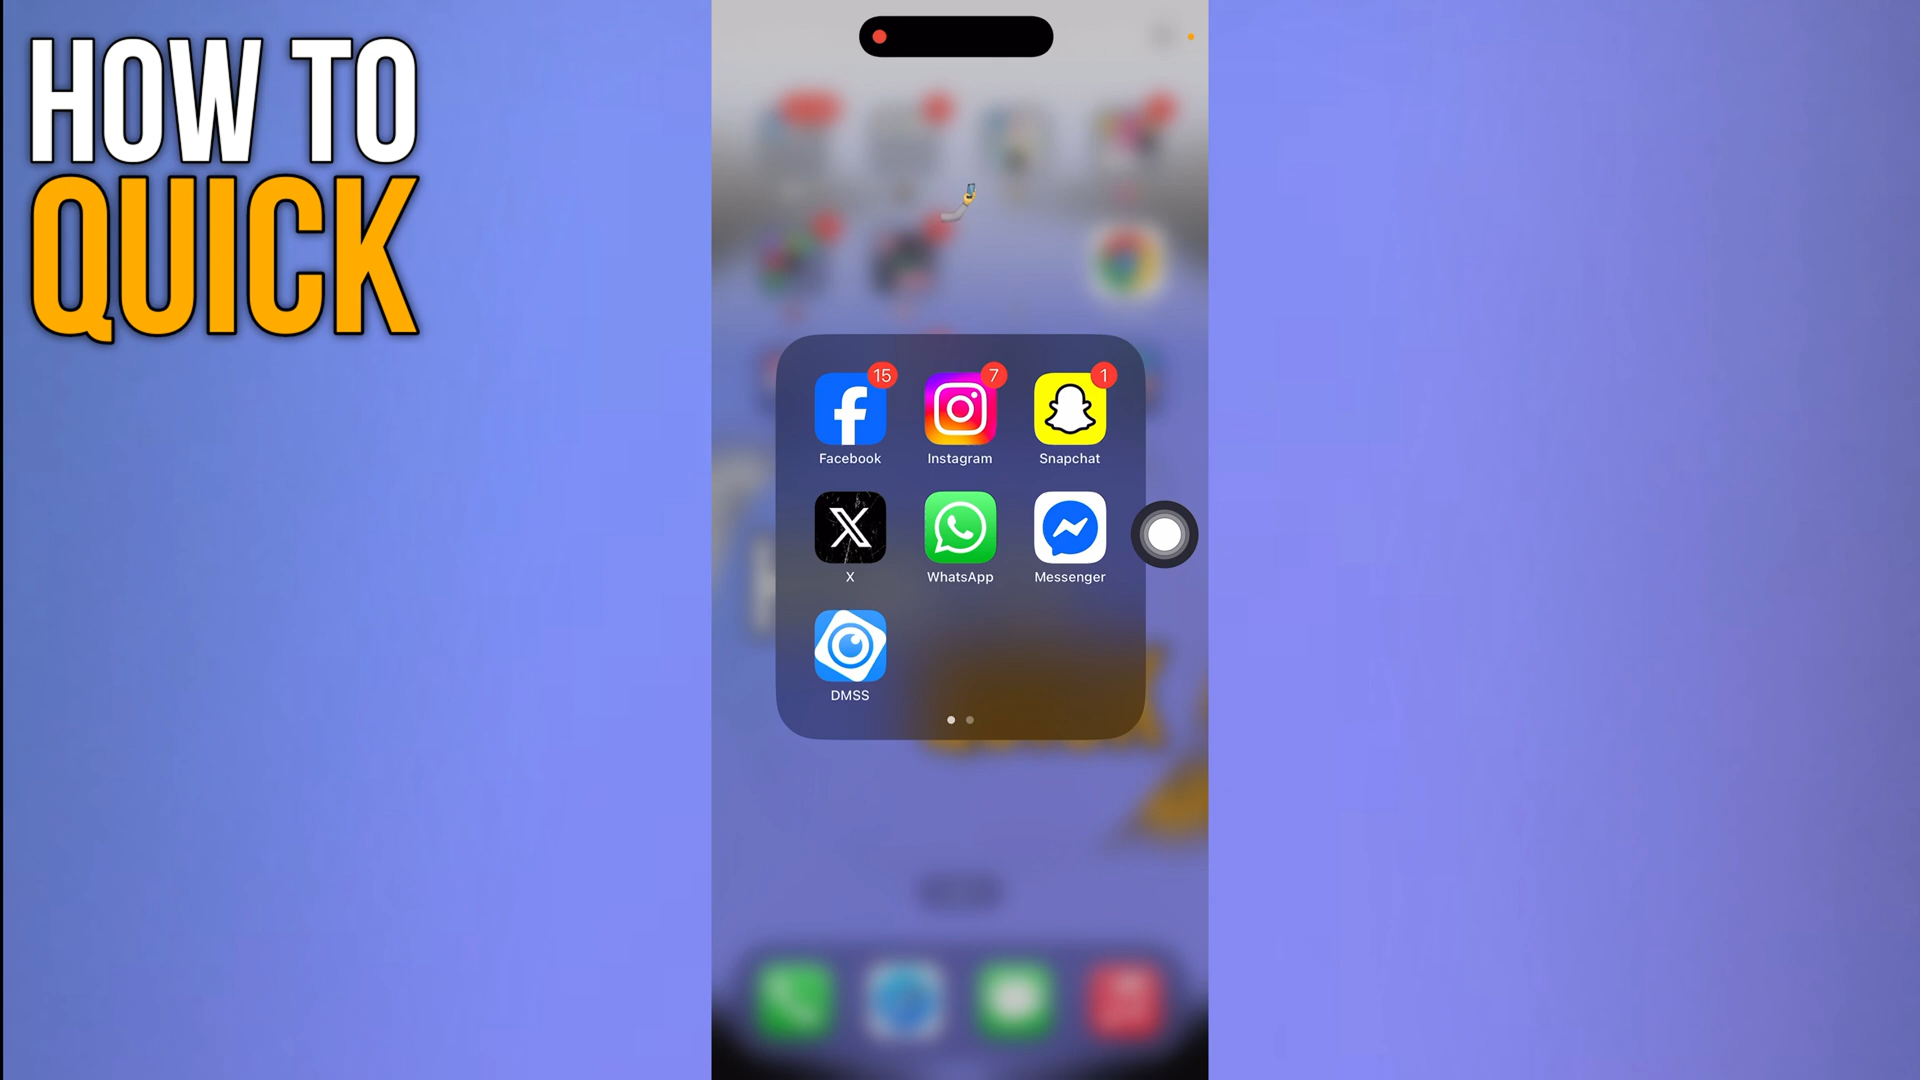 HOW TO
QUICK
15
7
1
Facebook
Instagram
Snapchat
X
WhatsApp
Messenger
DMSS